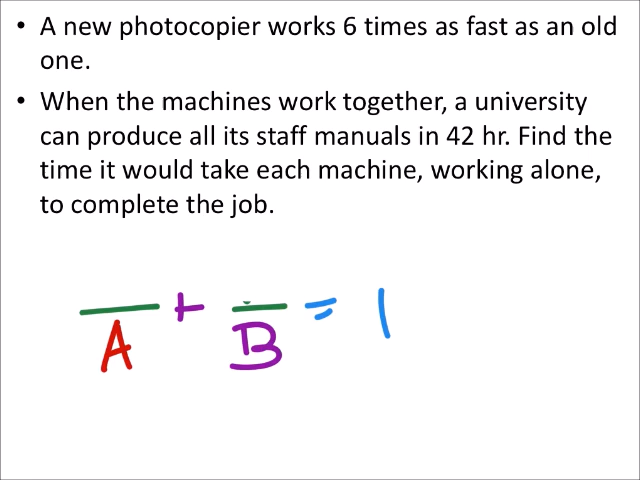 • A new photocopier works 6 times as fast as an old
one.
• When the machines work together, a university
can produce all its staff manuals in 42 hr. Find the
time it would take each machine, working alone,
to complete the job.
— + — = 1
A B